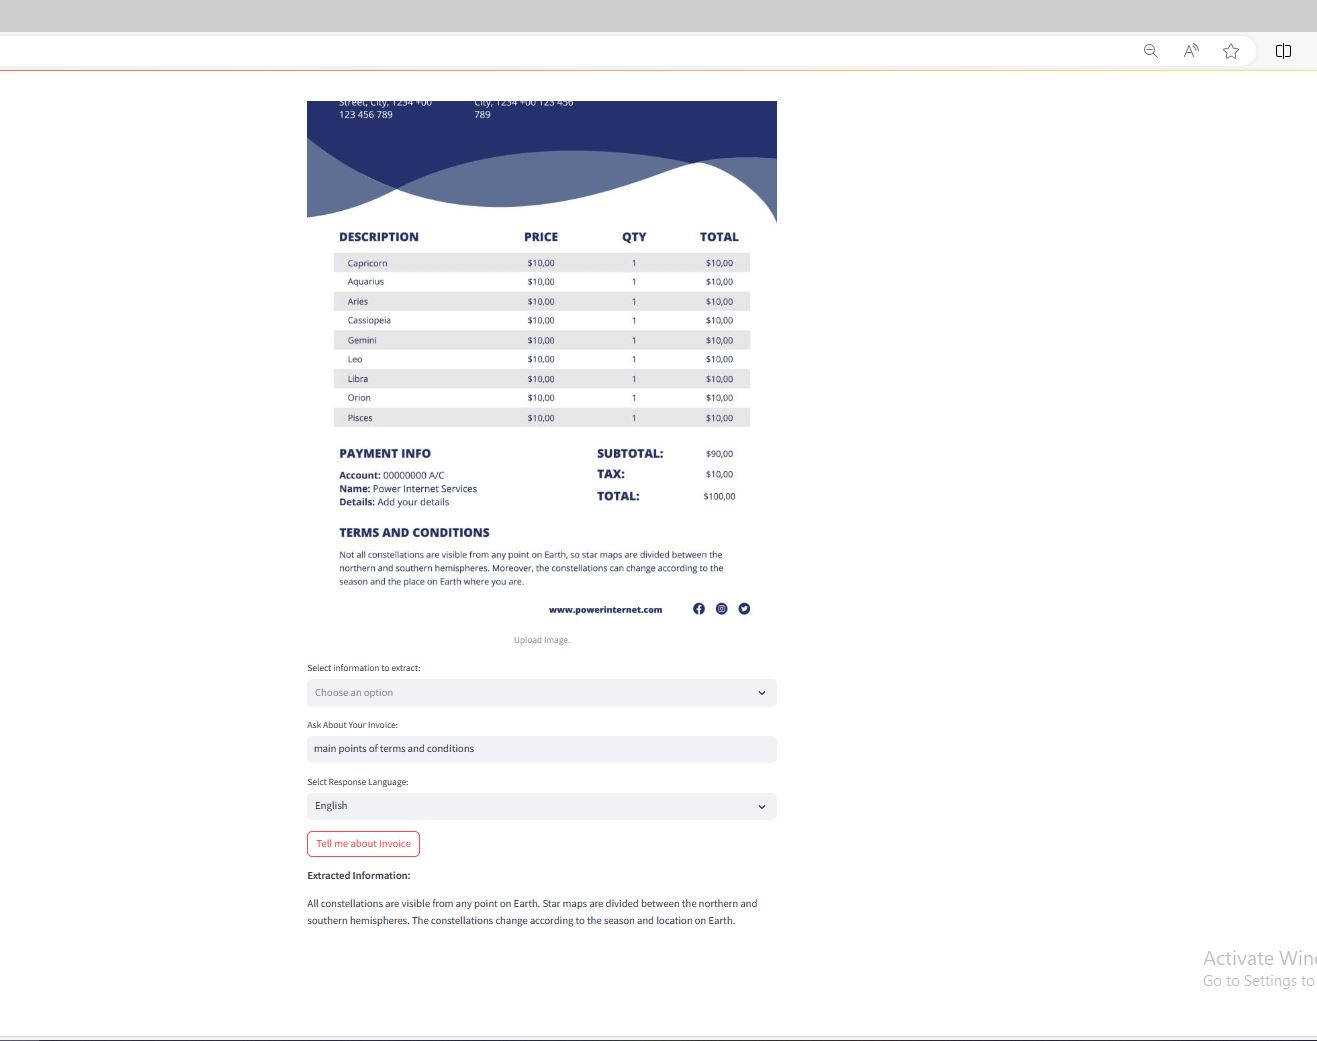 Street, City, 1234 +00 City, 1234 +00 123 456
123 456 789 789
DESCRIPTION PRICE QTY TOTAL
Capricorn $10,00 1 $10,00
Aquarius $10,00 1 $10,00
Aries $10,00 1 $10,00
Cassiopeia $10,00 1 $10,00
Gemini $10,00 1 $10,00
Leo $10,00 1 $10,00
Libra $10,00 1 $10,00
Orion $10,00 1 $10,00
Pisces $10,00 1 $10,00
PAYMENT INFO
Account: 00000000 A/C
Name: Power Internet Services
Details: Add your details
SUBTOTAL: $90,00
TAX: $10,00
TOTAL: $100,00
TERMS AND CONDITIONS
Not all constellations are visible from any point on Earth, so star maps are divided between the
northern and southern hemispheres. Moreover, the constellations can change according to the
season and the place on Earth where you are.
www.powerinternet.com
Upload Image.
Select information to extract:
Choose an option
Ask About Your Invoice:
main points of terms and conditions
Selct Response Language:
English
Tell me about Invoice
Extracted Information:
All constellations are visible from any point on Earth. Star maps are divided between the northern and
southern hemispheres. The constellations change according to the season and location on Earth.
Activate Win
Go to Settings to